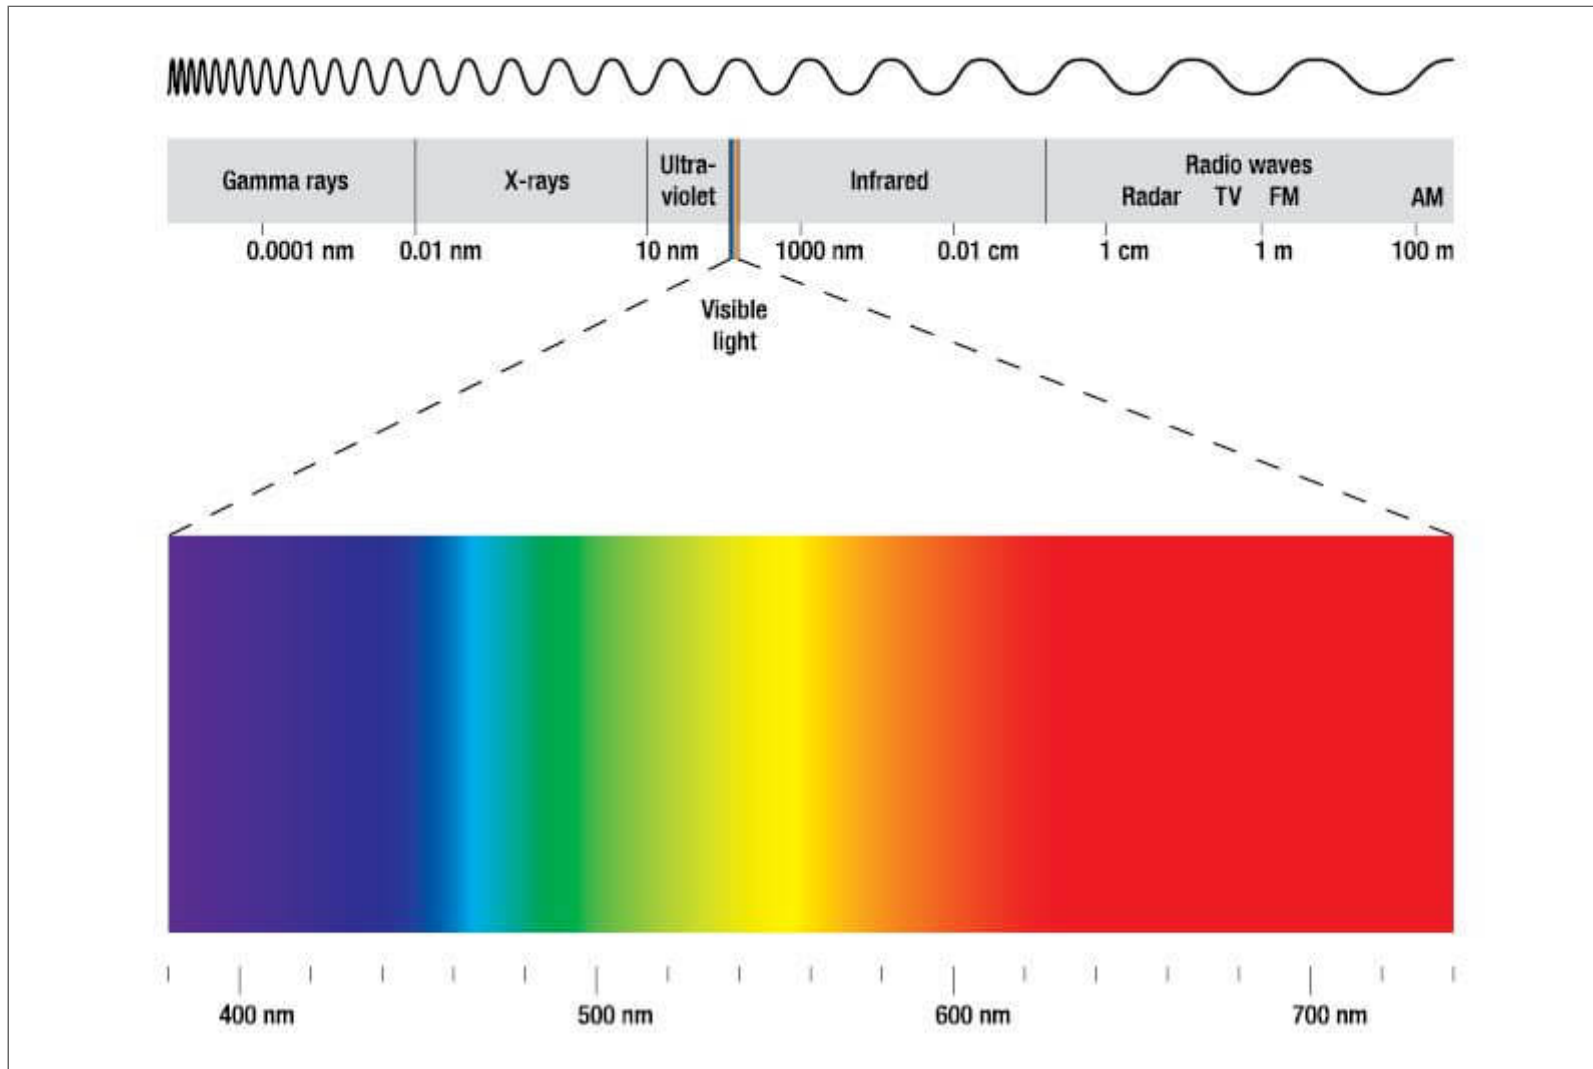 Gamma rays
X-rays
Ultra-
violet
Infrared
Radio waves
Radar TV FM AM
0.0001 nm 0.01 nm 10 nm 1000 nm 0.01 cm 1 cm 1 m 100 m
Visible
light
400 nm 500 nm 600 nm 700 nm